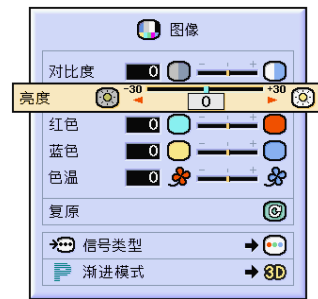 图像
对比度 0 - +
亮度 -30 0 +30
红色 0 - +
蓝色 0 - +
色温 0 - +
复原
信号类型
渐进模式 3D